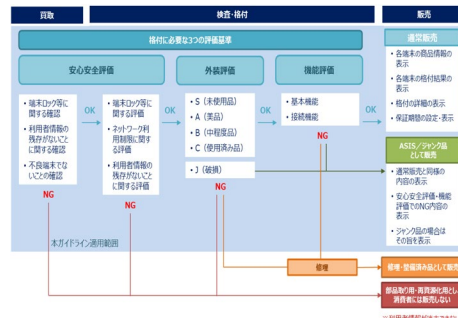 買取
検査・格付
販売
格付に必要な3つの評価基準
安心安全評価
外装評価
機能評価
通常販売
・各端末の商品情報の
表示
・各端末の格付結果の
表示
・格付の詳細の表示
・保証期間の設定・表示
・端末ロック等に
関する確認
・利用者情報の
残存がないこと
に関する確認
・不良端末でな
いことの確認
NG
OK
・端末ロック等に
関する評価
・ネットワーク利
用制限に関す
る評価
・利用者情報の
残存がないこと
に関する評価
NG
OK
・S(未使用品)
・A(美品)
・B(中程度品)
・C(使用済み品)
・J(破損)
NG
OK
・基本機能
・接続機能
NG
OK
ASIS/ジャンク品
として販売
・通常販売と同様の
内容の表示
・安心安全評価・機能
評価でのNG内容の
表示
・ジャンク品の場合は
その旨を表示
本ガイドライン適用範囲
修理
修理・整備済み品として販売
部品取り用・再資源化用とし
消費者には販売しない